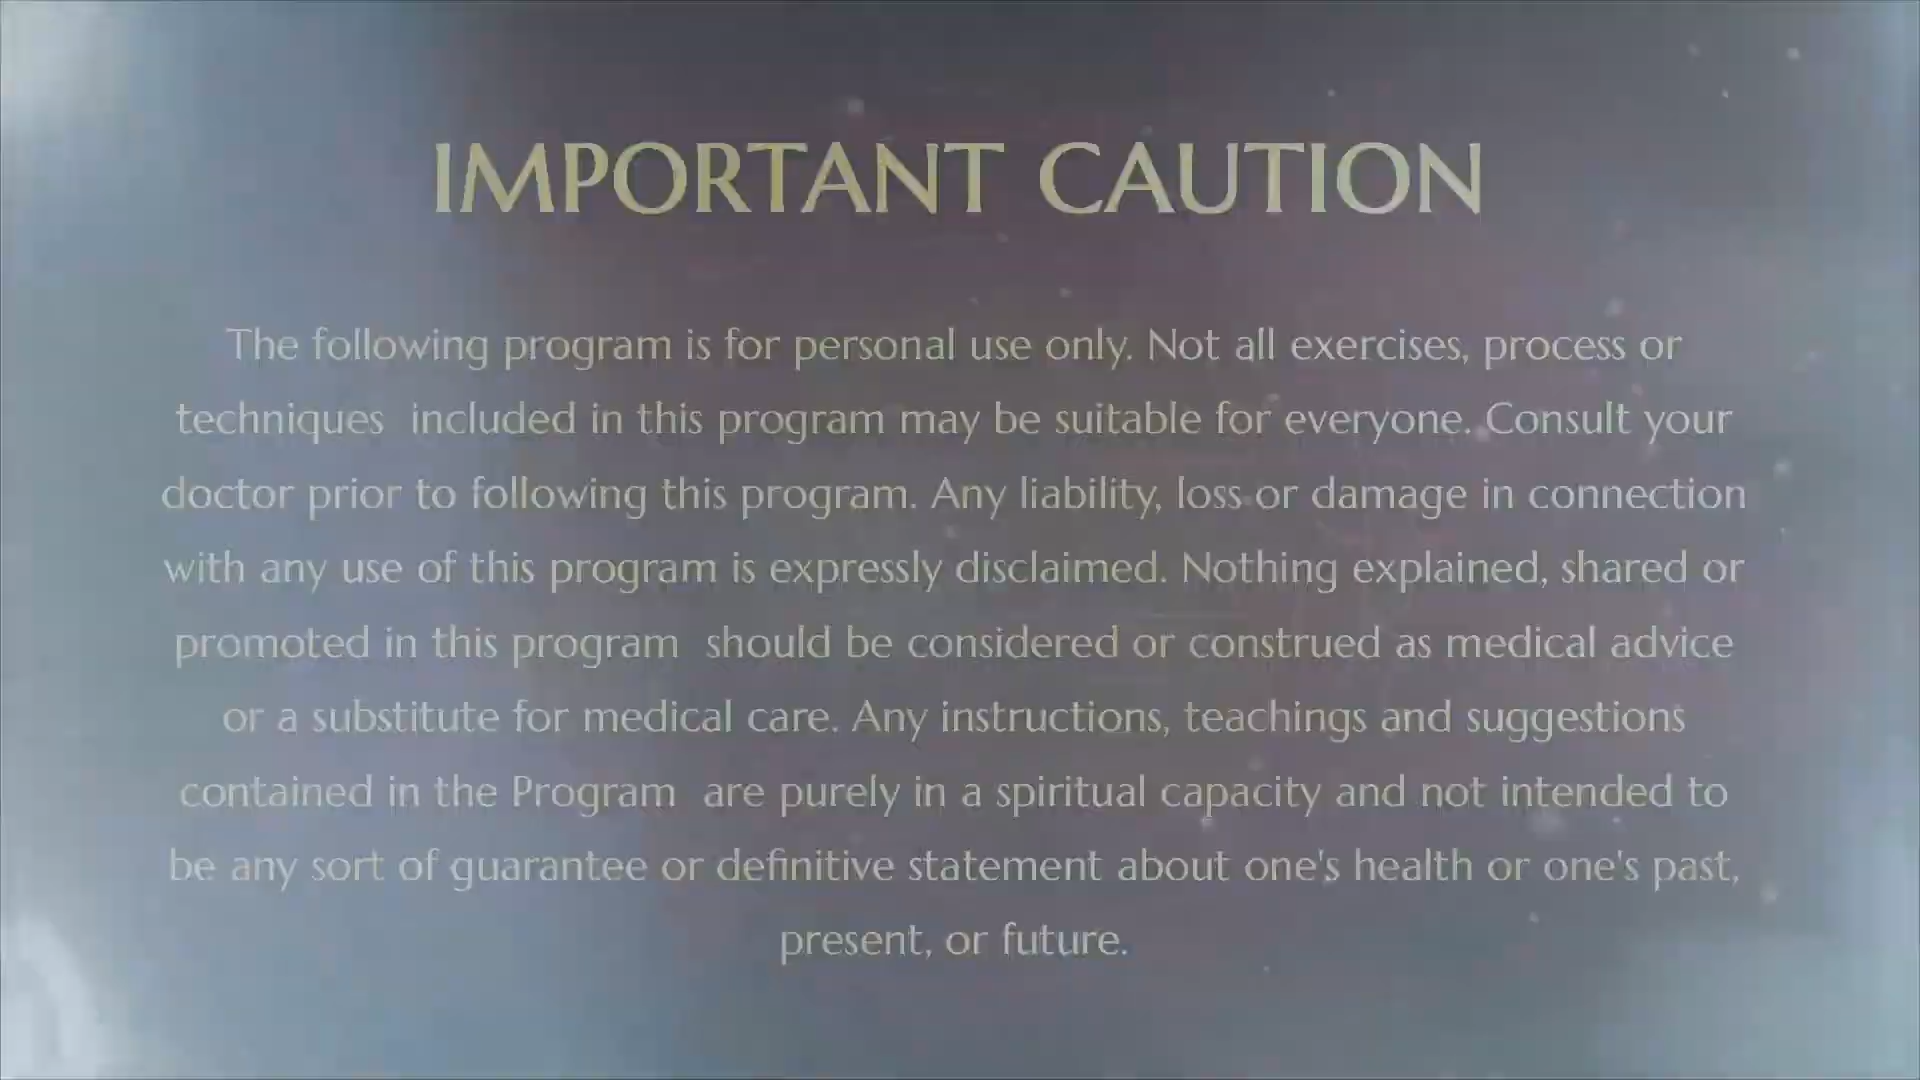 IMPORTANT CAUTION
The following program is for personal use only. Not all exercises, process or
techniques included in this program may be suitable for everyone. Consult your
doctor prior to following this program. Any liability, loss or damage in connection
with any use of this program is expressly disclaimed. Nothing explained, shared or
promoted in this program should be considered or construed as medical advice
or a substitute for medical care. Any instructions, teachings and suggestions
contained in the Program are purely in a spiritual capacity and not intended to
be any sort of guarantee or definitive statement about one's health or one's past,
present, or future.